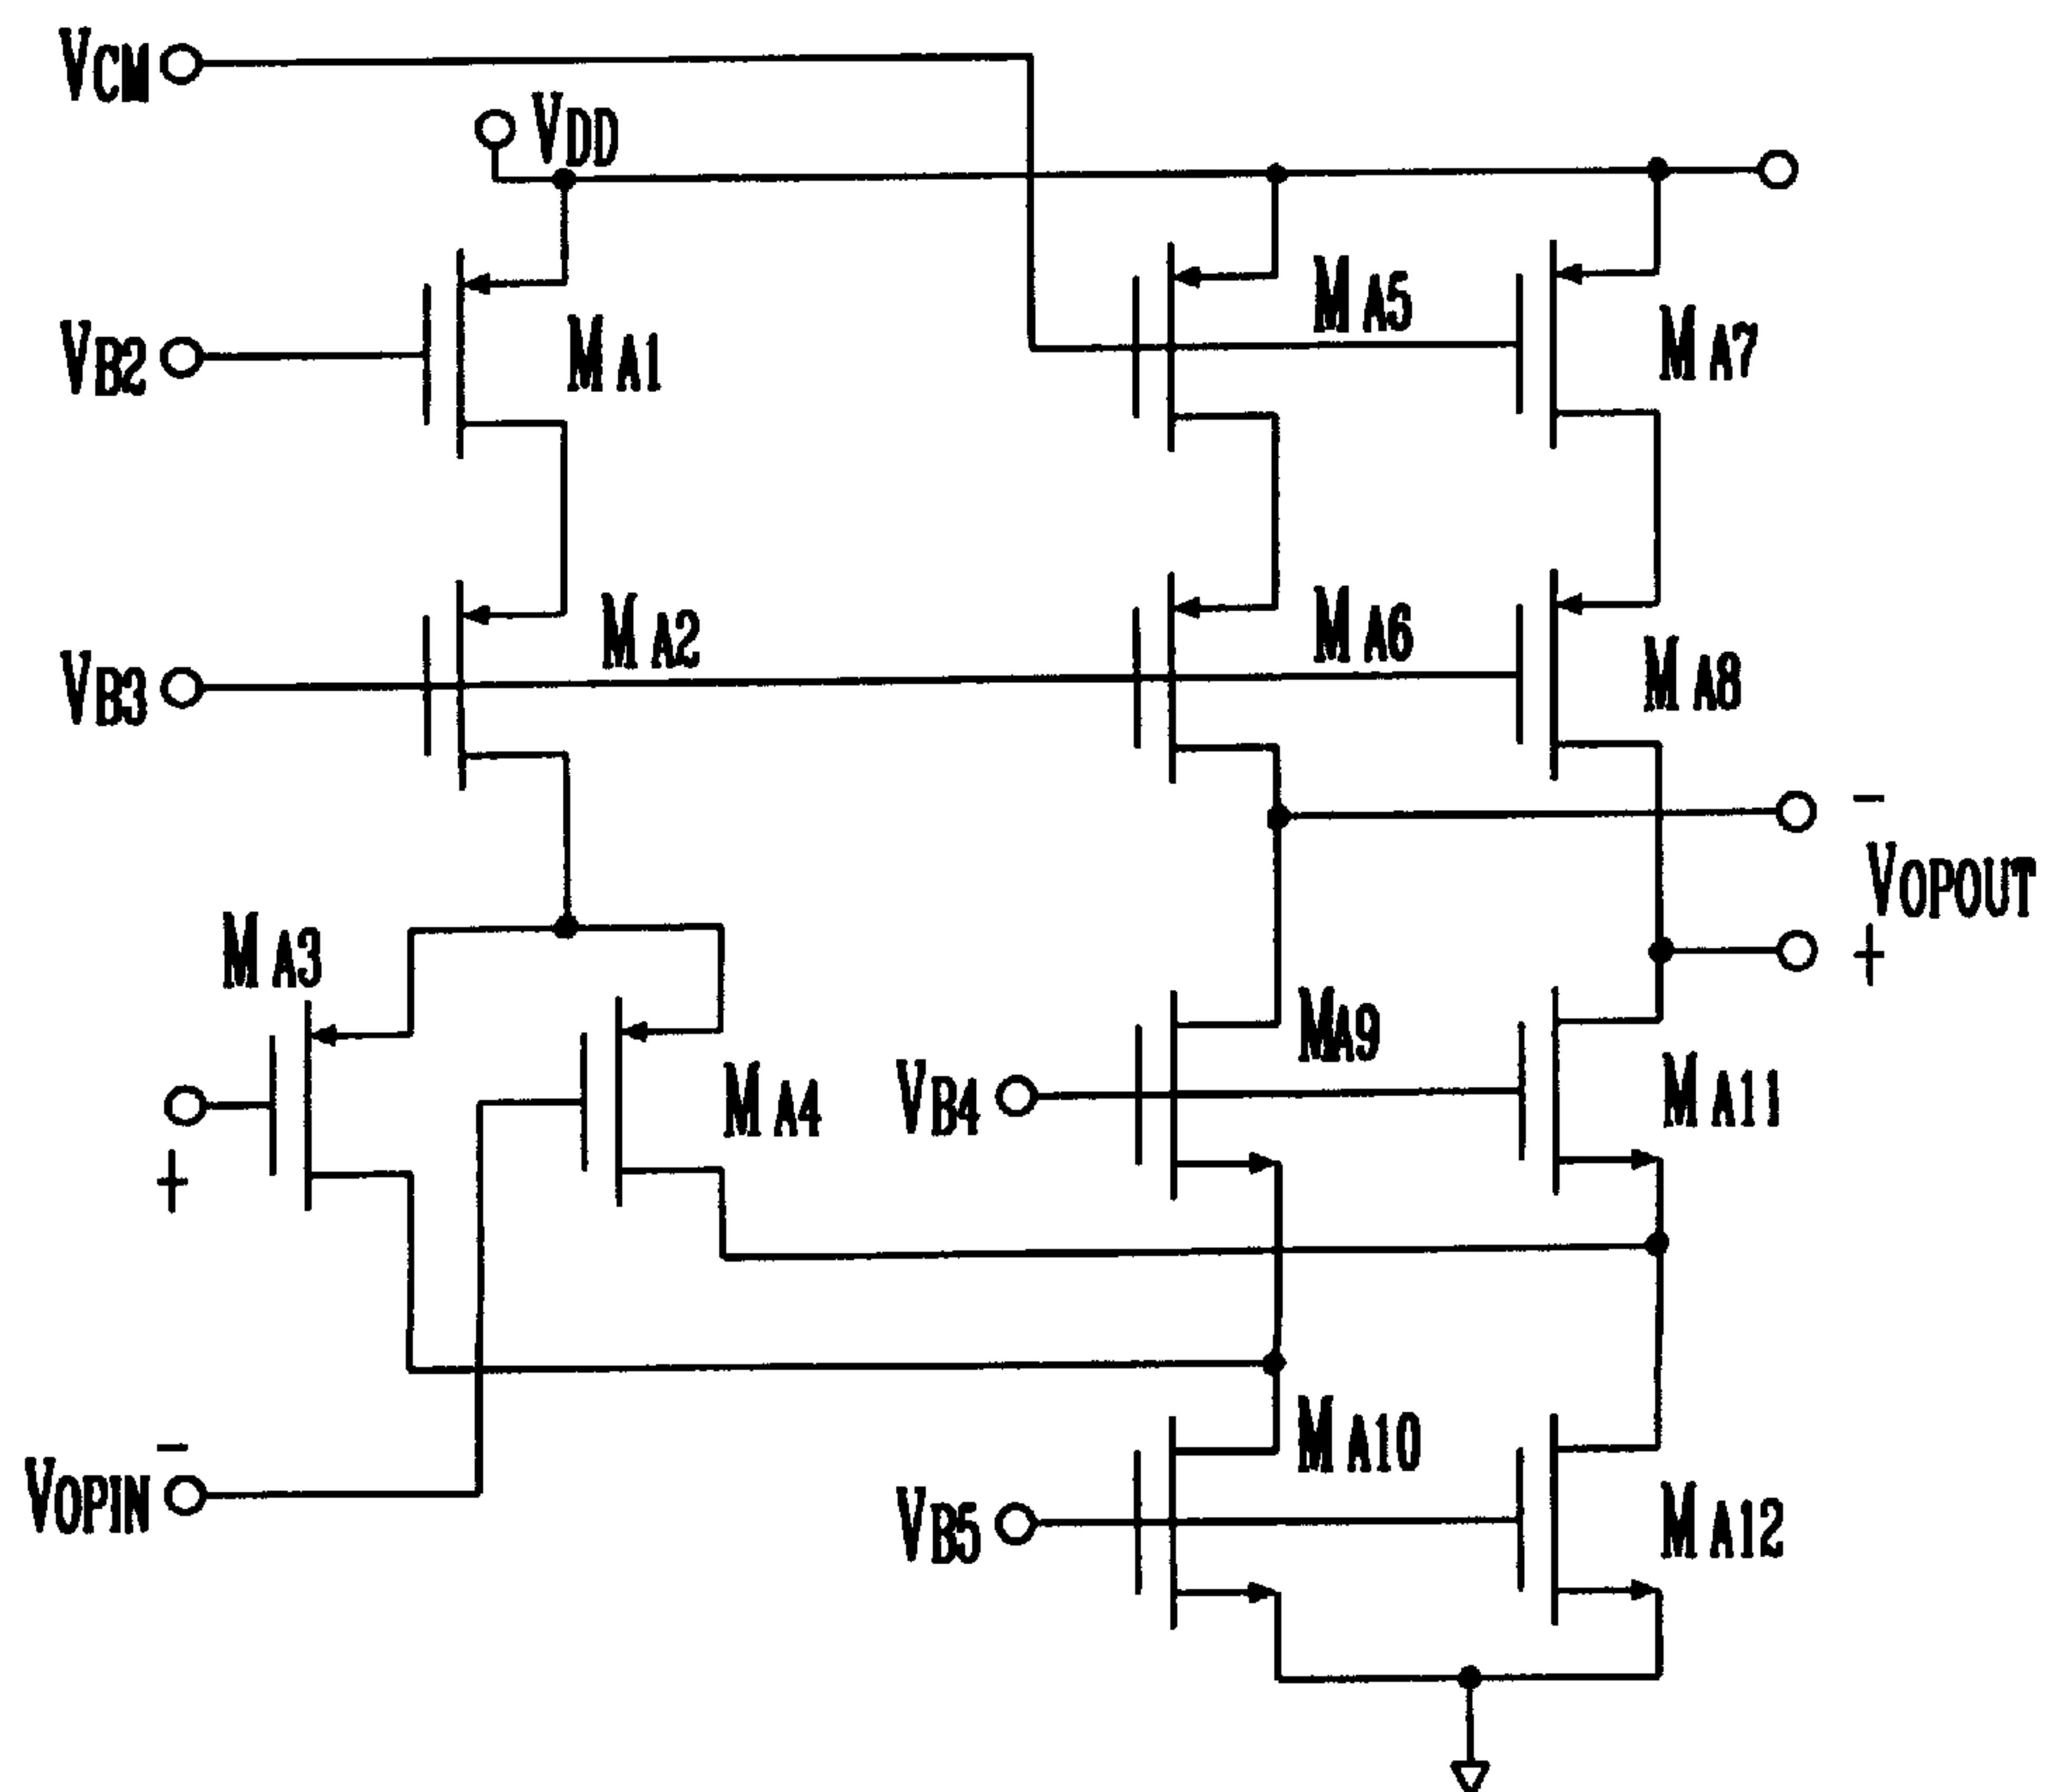 VCM
VDD
MA5
MA7
VB2
MA1
MA6
MA8
VB3
MA2
-
VOPOUT
+
MA3
MA9
MA11
VB4
MA4
+
MA10
-
VOPIN
VB5
MA12